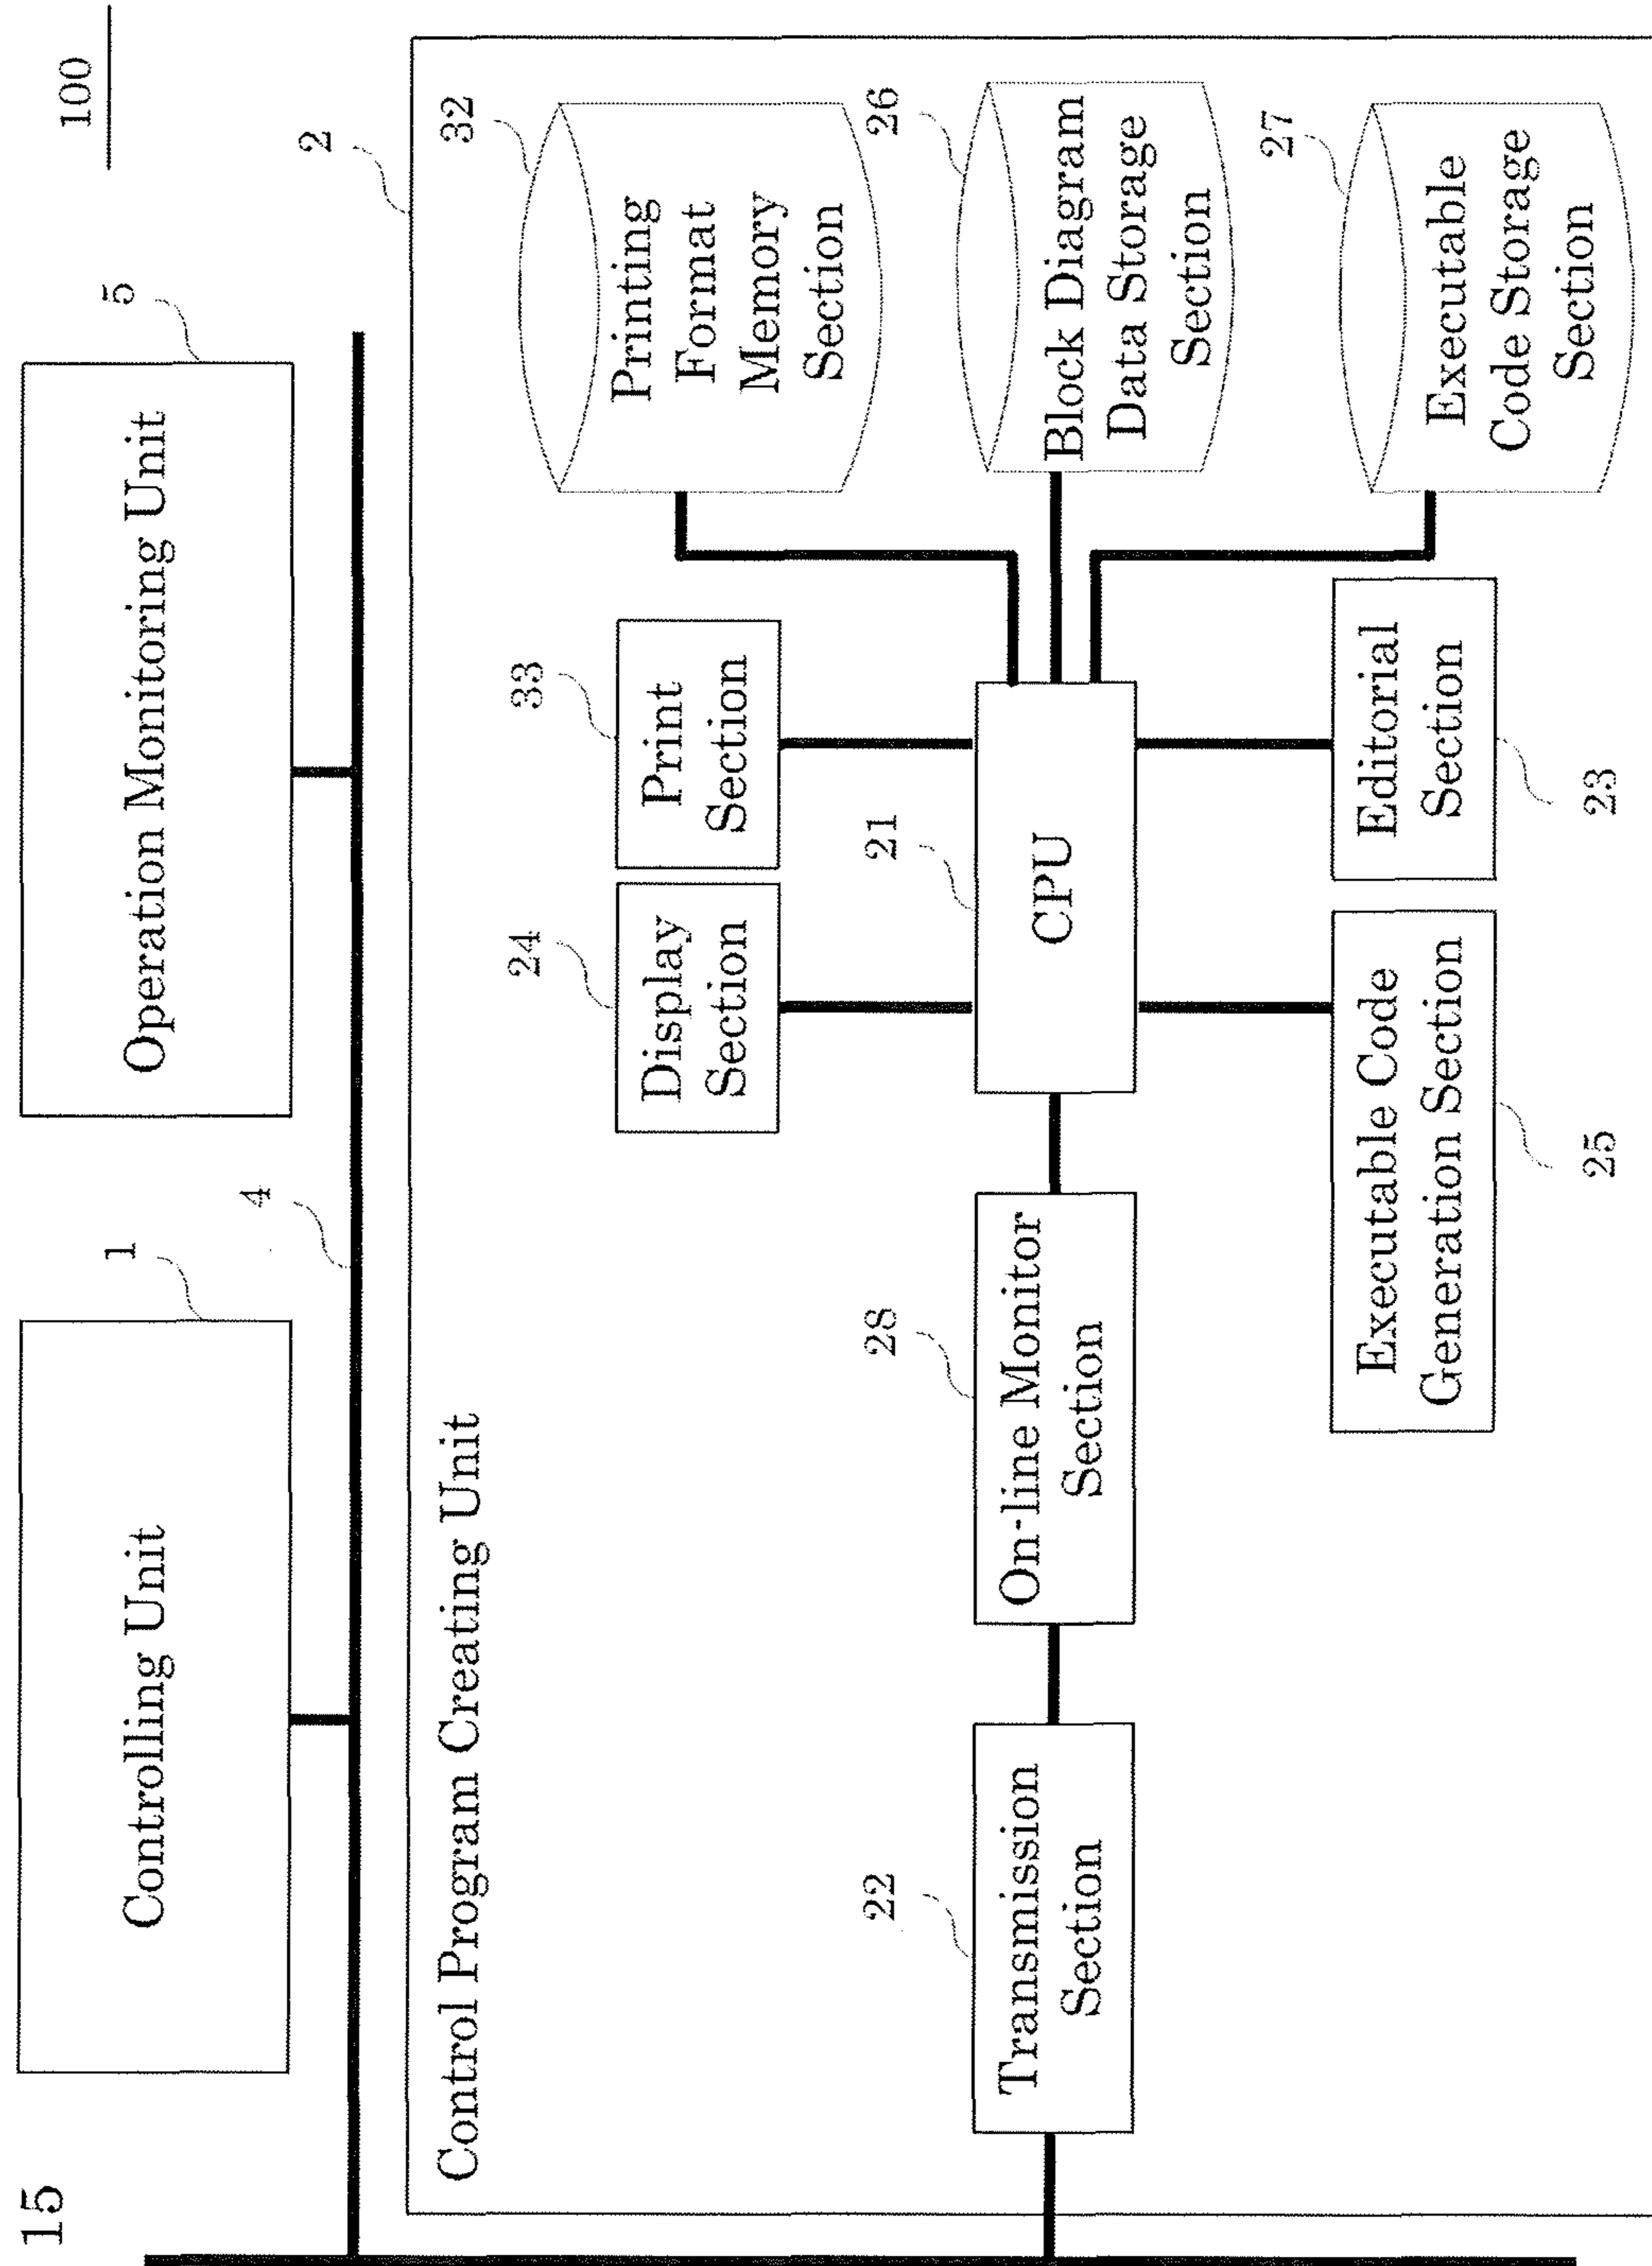 15
100
Controlling Unit
1
Operation Monitoring Unit
5
4
2
Control Program Creating Unit
24
Display
Section
33
Print
Section
32
Printing
Format
Memory
Section
22
Transmission
Section
28
On-line Monitor
Section
21
CPU
26
Block Diagram
Data Storage
Section
Executable Code
Generation Section
25
Editorial
Section
23
27
Executable
Code Storage
Section